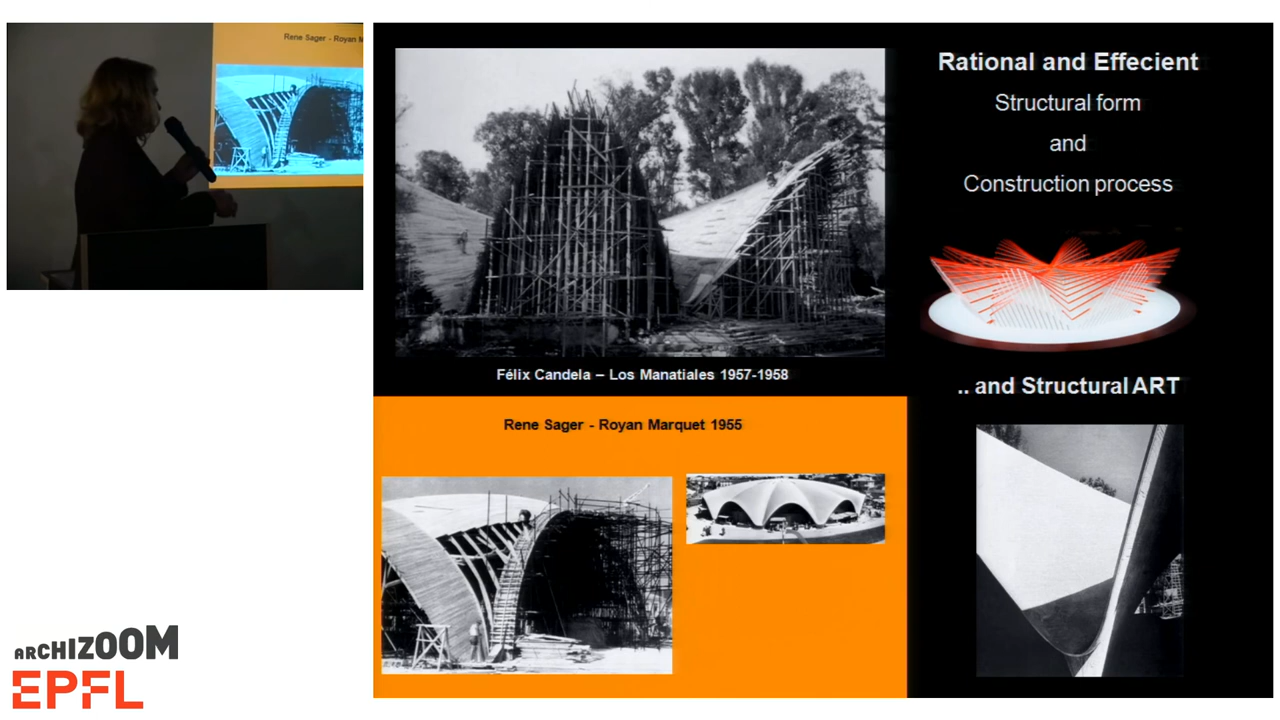 Rene Sager - Royan M
Rational and Effecient
Structural form
and
Construction process
Félix Candela – Los Manatiales 1957-1958
.. and Structural ART
Rene Sager - Royan Marquet 1955
ARCHIZOOM
EPFL